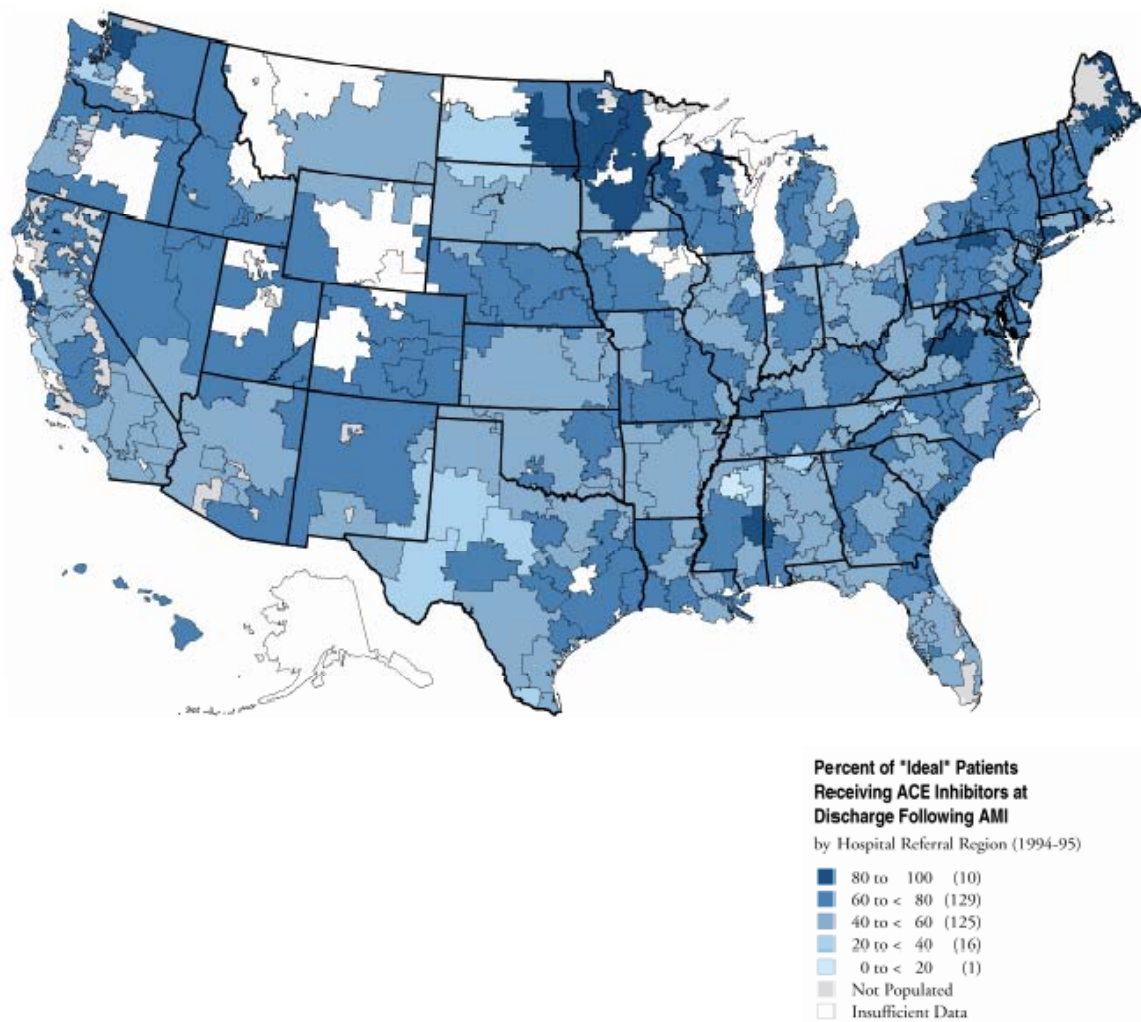 Percent of "Ideal" Patients
Receiving ACE Inhibitors at
Discharge Following AMI
by Hospital Referral Region (1994-95)
80 to 100 (10)
60 to < 80 (129)
40 to < 60 (125)
20 to < 40 (16)
0 to < 20 (1)
Not Populated
Insufficient Data